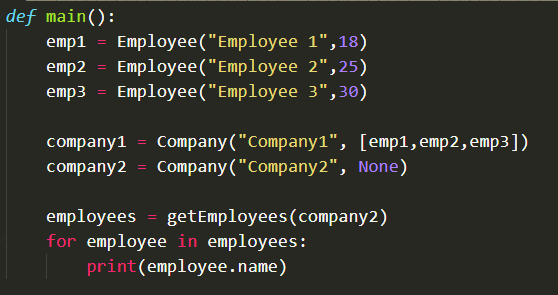 def main():
    emp1 = Employee("Employee 1",18)
    emp2 = Employee("Employee 2",25)
    emp3 = Employee("Employee 3",30)

    company1 = Company("Company1", [emp1,emp2,emp3])
    company2 = Company("Company2", None)

    employees = getEmployees(company2)
    for employee in employees:
        print(employee.name)